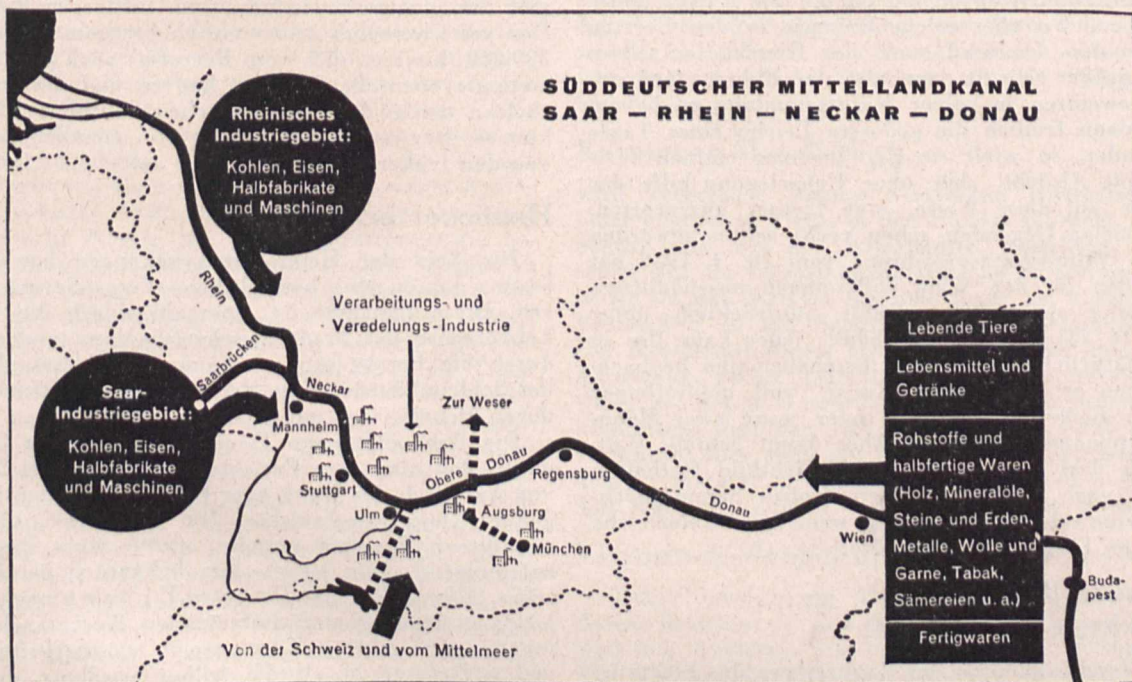 SÜDDEUTSCHER MITTELLANDKANAL
SAAR – RHEIN – NECKAR – DONAU
Rheinisches
Industriegebiet:
Kohlen, Eisen,
Halbfabrikate
und Maschinen
Rhein
Verarbeitungs- und
Veredelungs-Industrie
Saarbrücken
Saar-
Industriegebiet:
Kohlen, Eisen,
Halbfabrikate
und Maschinen
Neckar
Mannheim
Zur Weser
Stuttgart
Obere Donau
Regensburg
Ulm
Augsburg
München
Donau
Wien
Lebende Tiere
Lebensmittel und
Getränke
Rohstoffe und
halbfertige Waren
(Holz, Mineralöle,
Steine und Erden,
Metalle, Wolle und
Garne, Tabak,
Sämereien u. a.)
Fertigwaren
Buda-
pest
Von der Schweiz und vom Mittelmeer